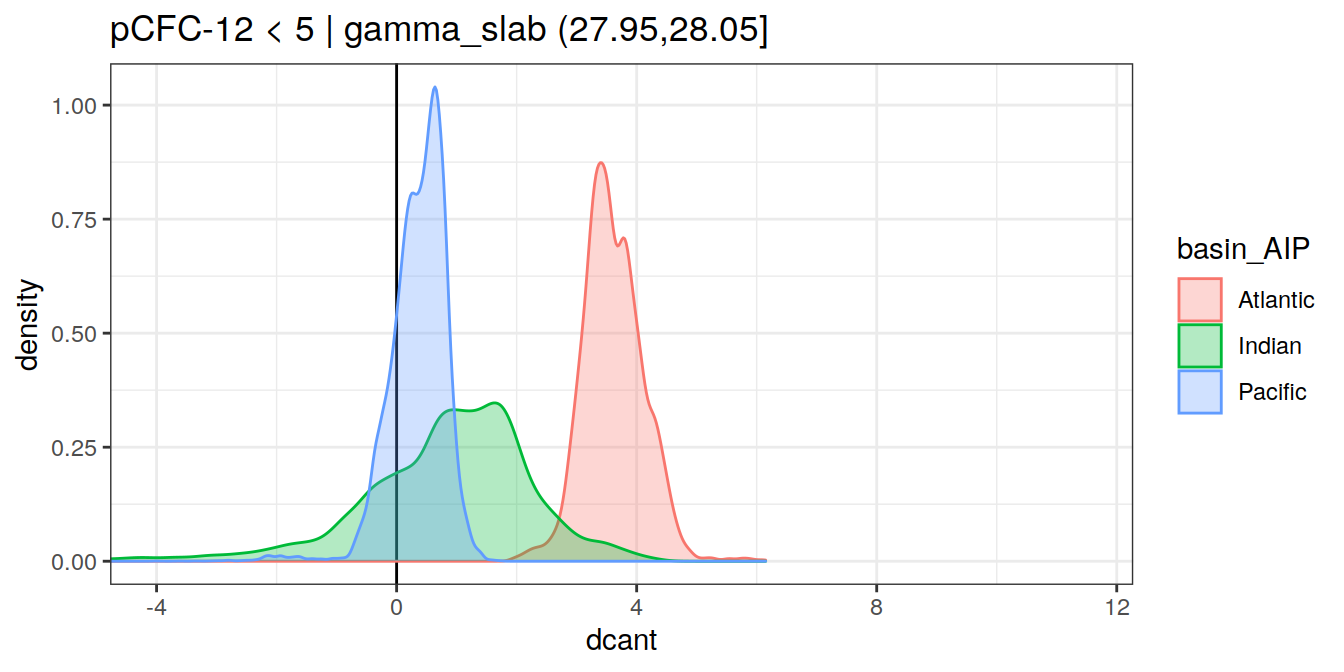 pCFC-12 < 5 | gamma_slab (27.95,28.05]
1.00
0.75
0.50
0.25
0.00
density
-4
0
4
8
12
dcant
basin_AIP
Atlantic
Indian
Pacific